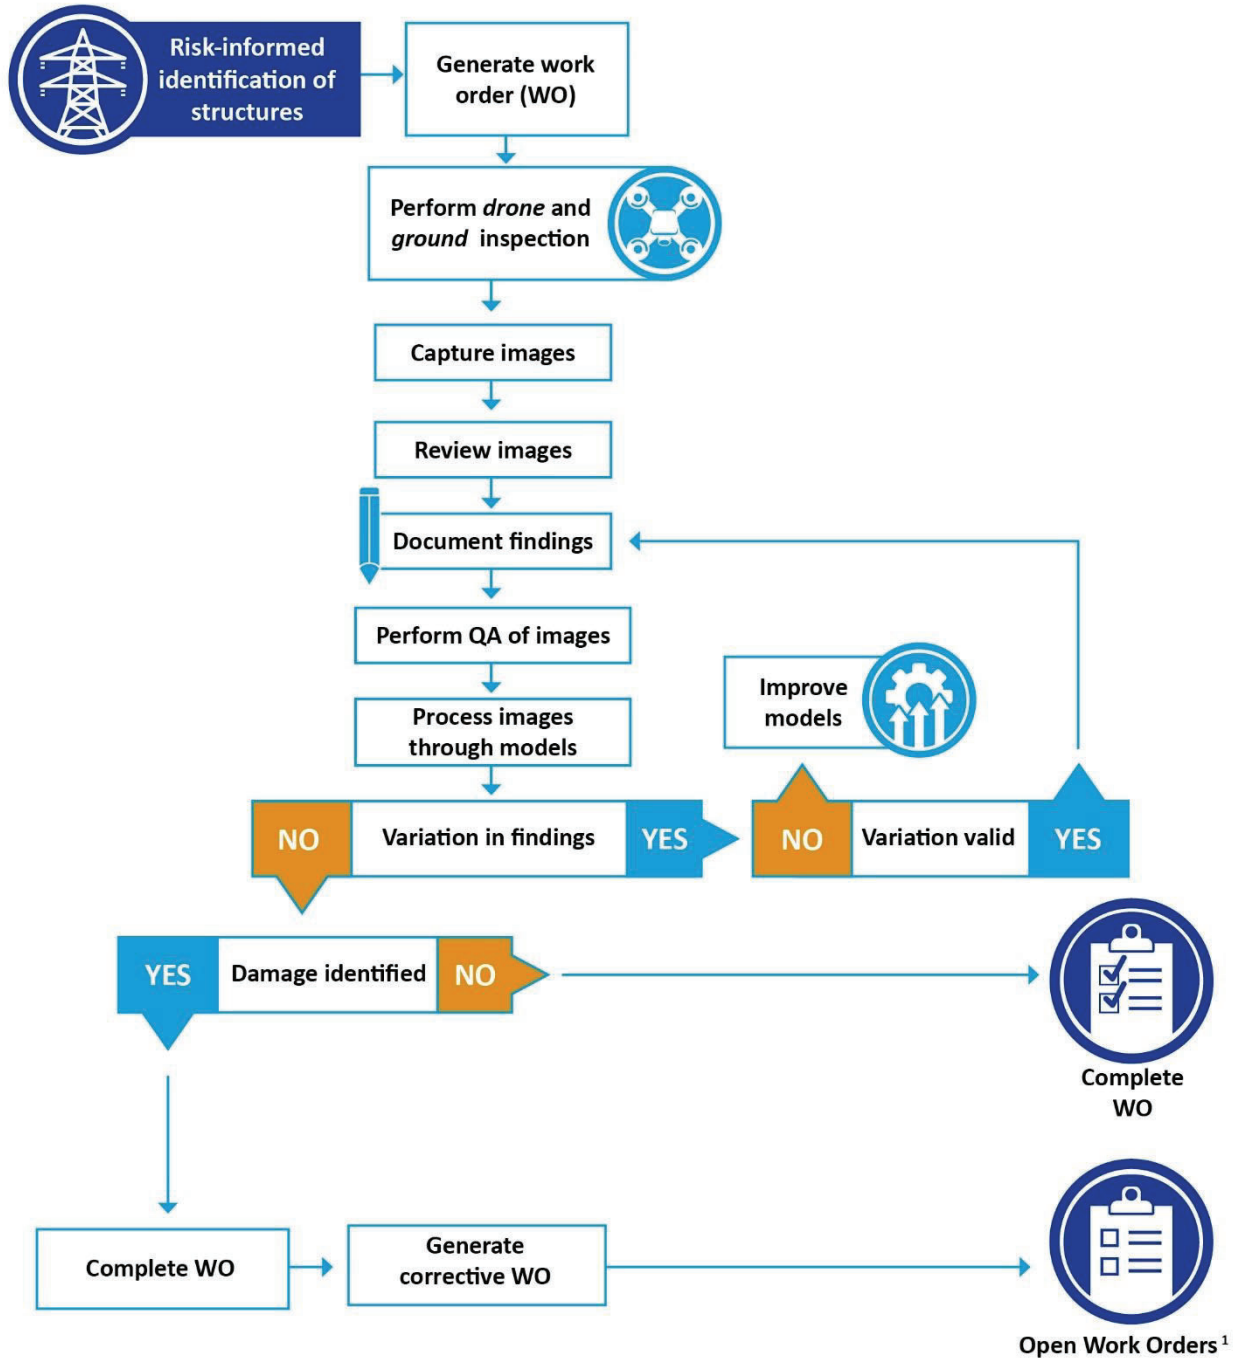 Risk-informed
identification of
structures
Generate work
order (WO)
Perform drone and
ground inspection
Capture images
Review images
Document findings
Perform QA of images
Process images
through models
Improve
models
NO
Variation in findings
YES
NO
Variation valid
YES
YES
Damage identified
NO
Complete
WO
Complete WO
Generate
corrective WO
Open Work Orders¹